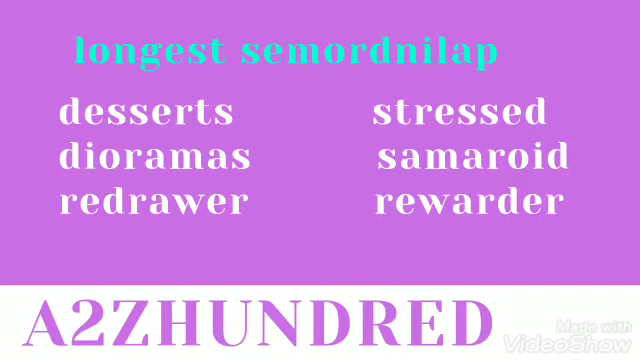 longest semordnilap
desserts stressed
dioramas samaroid
redrawer rewarder
A2ZHUNDRED
Made with
VideoShow